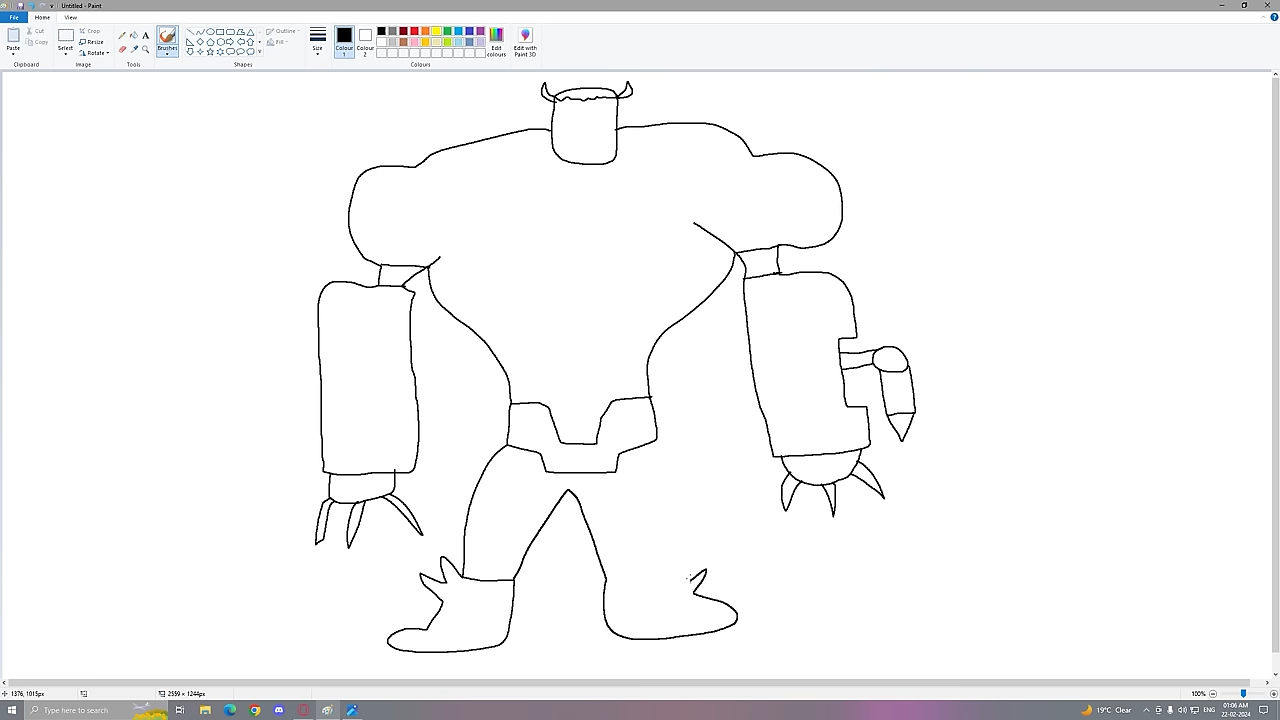 Untitled - Paint
File Home View
Paste
Cut
Copy
Clipboard
Select
Crop
Resize
Rotate
Image
Tools
Brushes
Outline
Fill
Shapes
Size
Colour 1
Colour 2
Edit colours
Edit with Paint 3D
Colours
1376, 1015px
2559 × 1244px
100%
Type here to search
19°C Clear
ENG
01:06 AM
22-02-2024